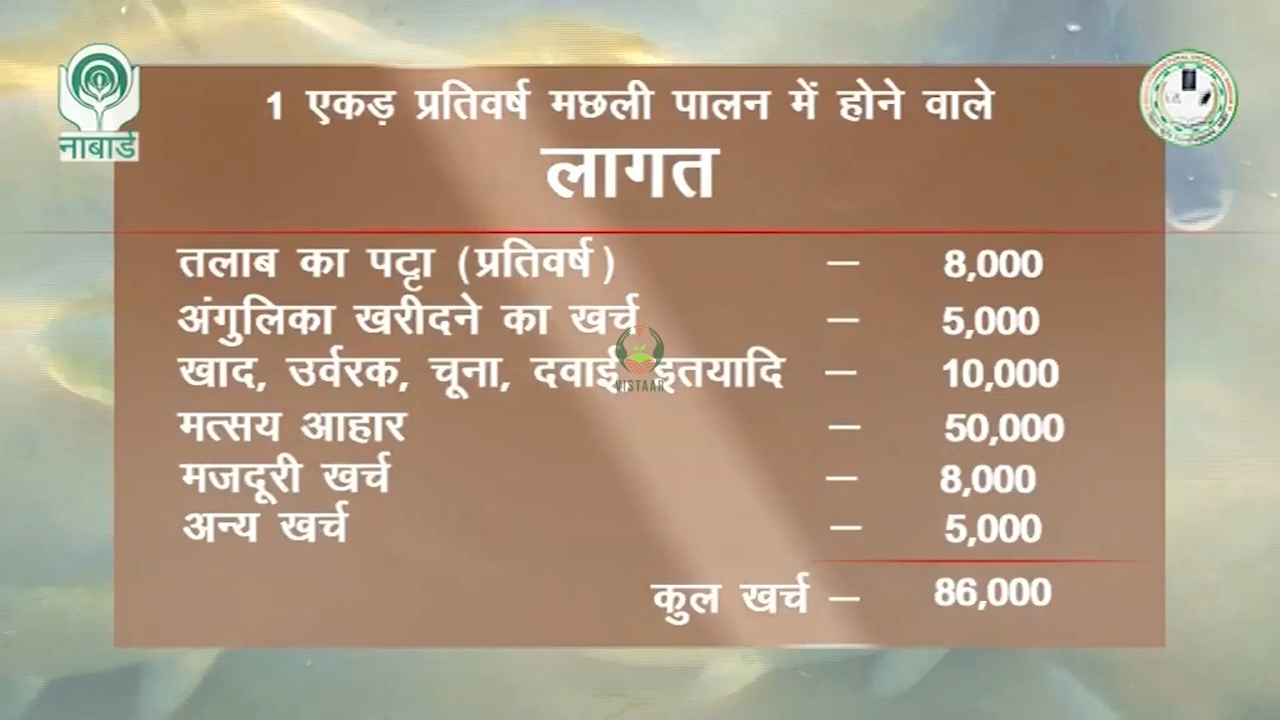 नाबार्ड
1 एकड़ प्रतिवर्ष मछली पालन में होने वाले
लागत
तलाब का पट्टा (प्रतिवर्ष) — 8,000
अंगुलिका खरीदने का खर्च — 5,000
खाद, उर्वरक, चूना, दवाई इतयादि — 10,000
मत्सय आहार — 50,000
मजदूरी खर्च — 8,000
अन्य खर्च — 5,000
कुल खर्च — 86,000
VISTAAR